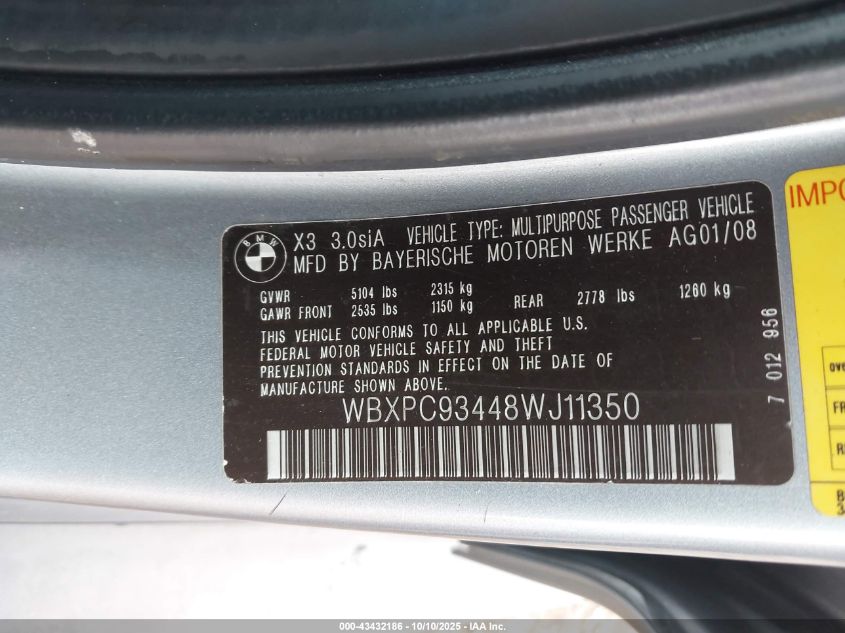 BMW
X3 3.0siA VEHICLE TYPE: MULTIPURPOSE PASSENGER VEHICLE
MFD BY BAYERISCHE MOTOREN WERKE AG01/08
GVWR 5104 lbs 2315 kg
GAWR FRONT 2535 lbs 1150 kg REAR 2778 lbs 1260 kg
THIS VEHICLE CONFORMS TO ALL APPLICABLE U.S.
FEDERAL MOTOR VEHICLE SAFETY AND THEFT
PREVENTION STANDARDS IN EFFECT ON THE DATE OF
MANUFACTURE SHOWN ABOVE.
WBXPC93448WJ11350
7 012 956
000-43432186 - 10/10/2025 - IAA Inc.